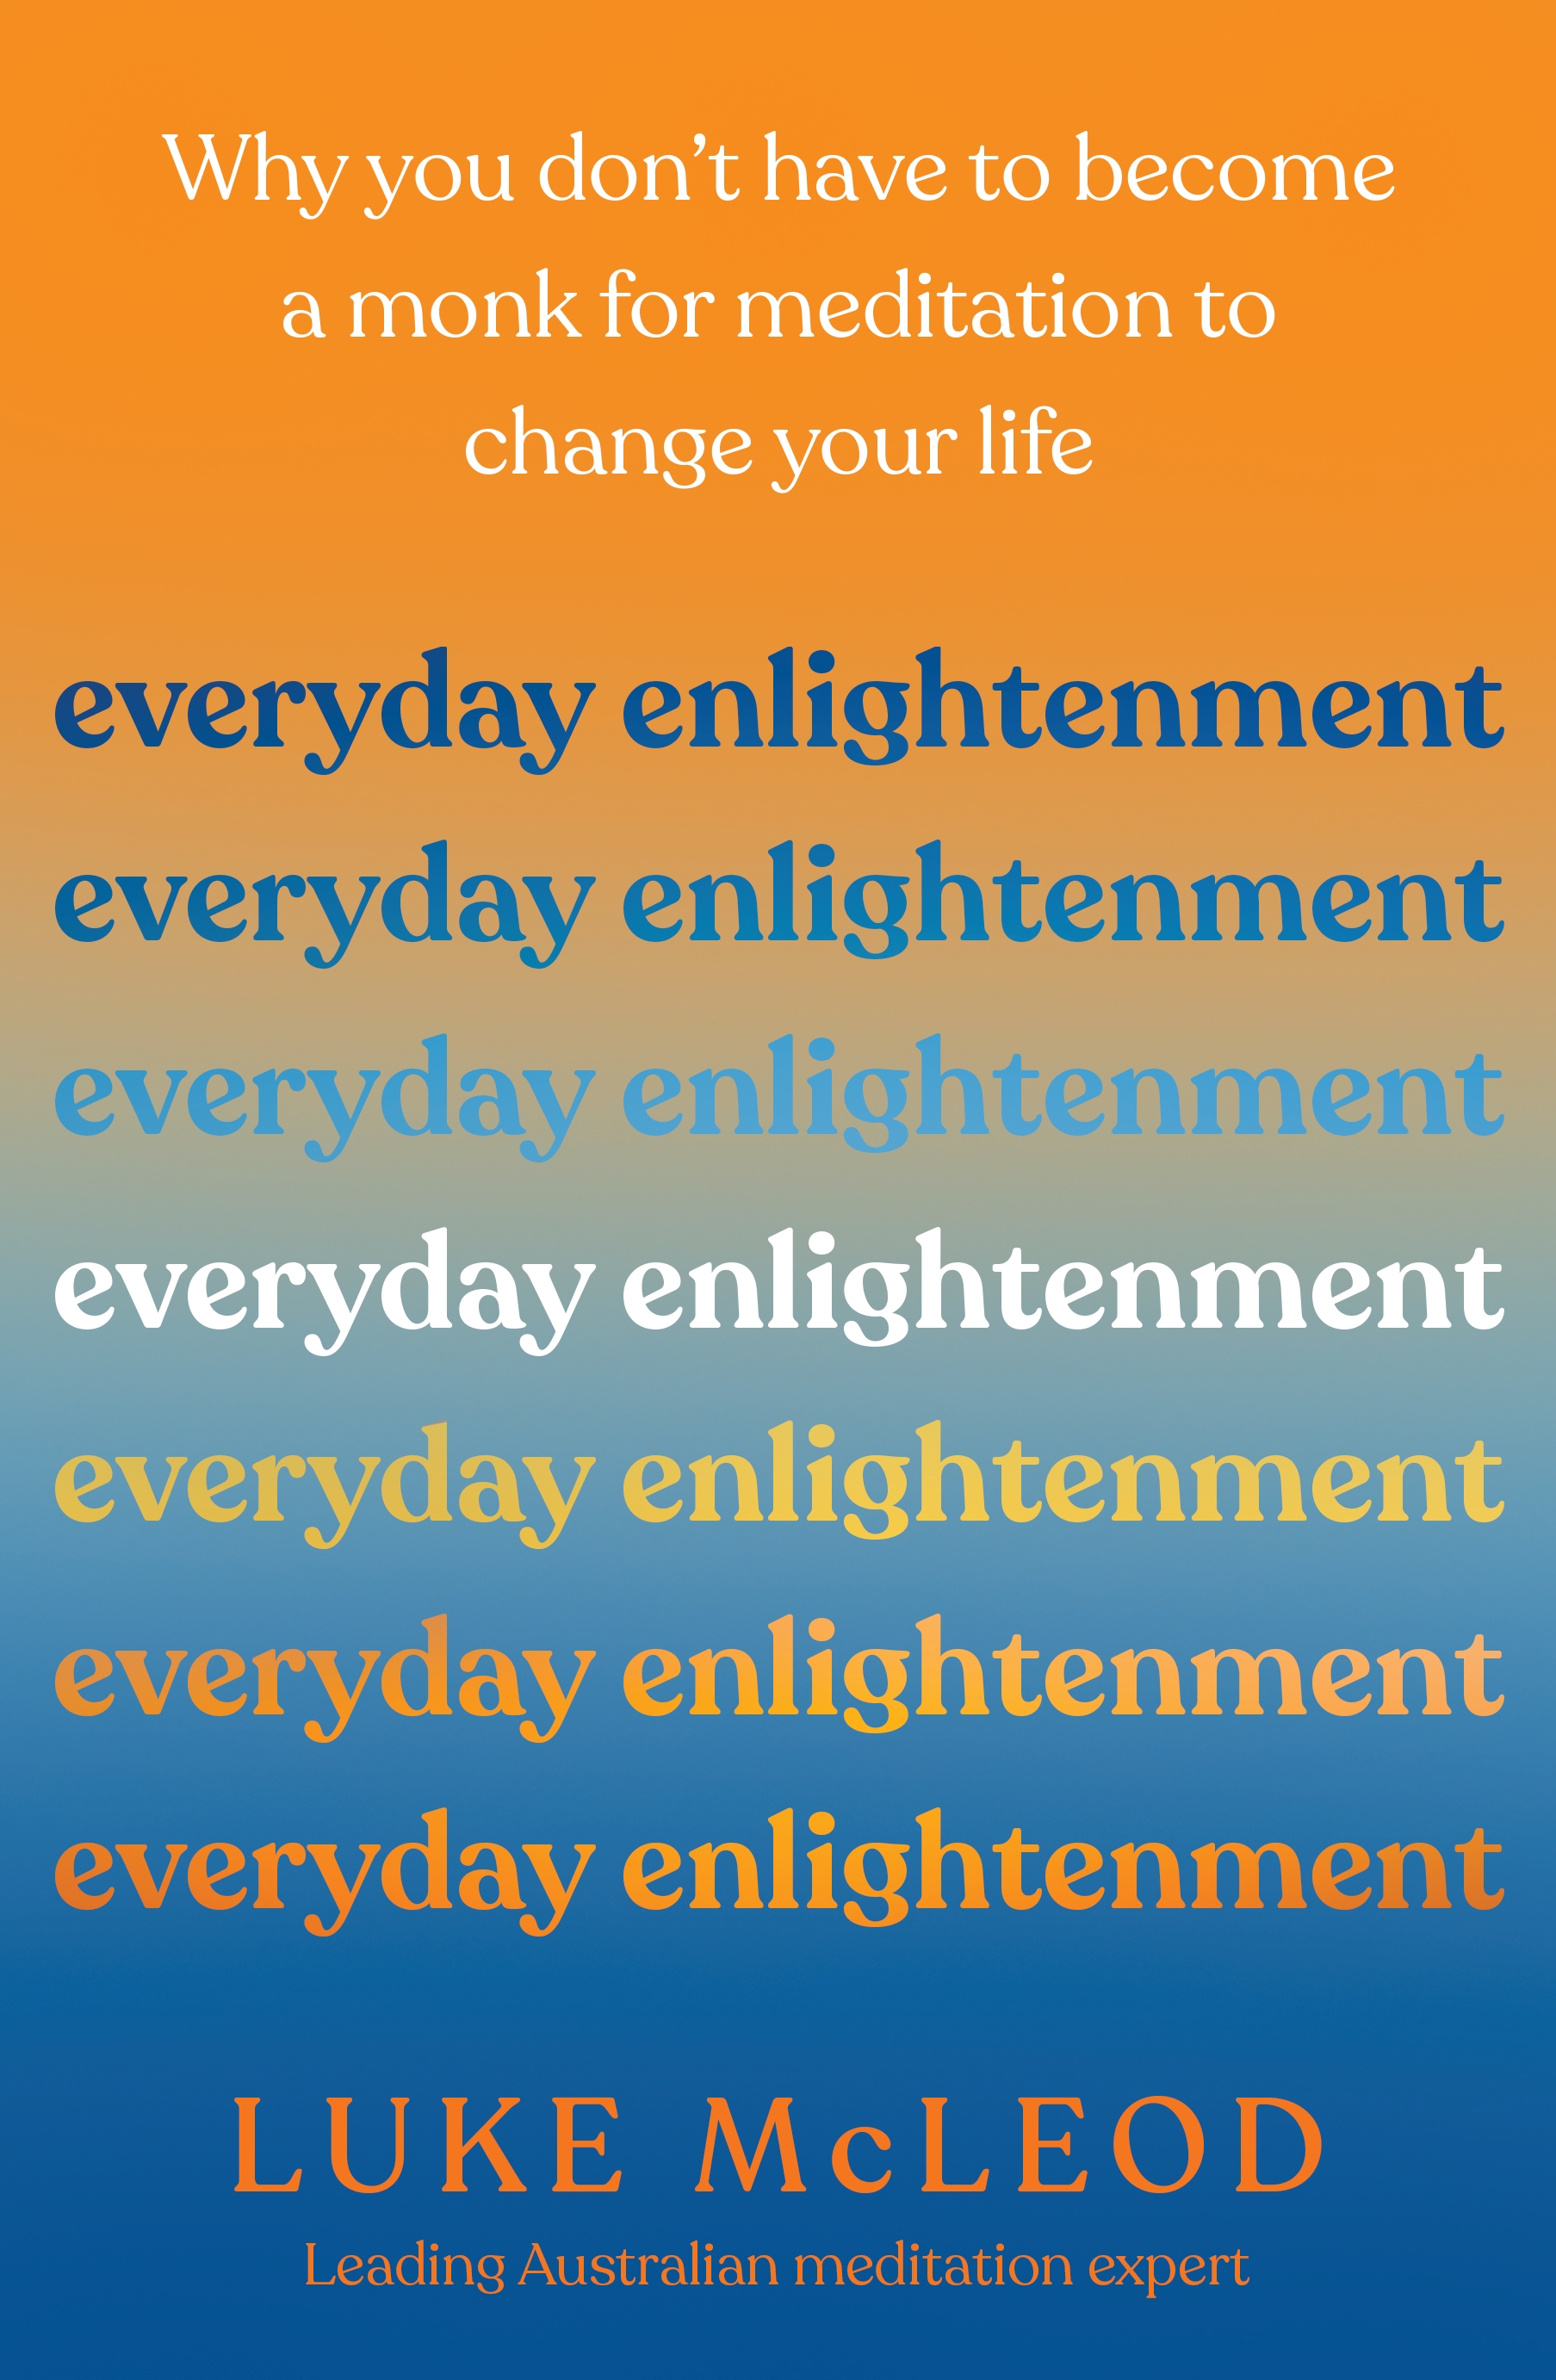 Why you don’t have to become
a monk for meditation to
change your life
everyday enlightenment
everyday enlightenment
everyday enlightenment
everyday enlightenment
everyday enlightenment
everyday enlightenment
everyday enlightenment
LUKE McLEOD
Leading Australian meditation expert